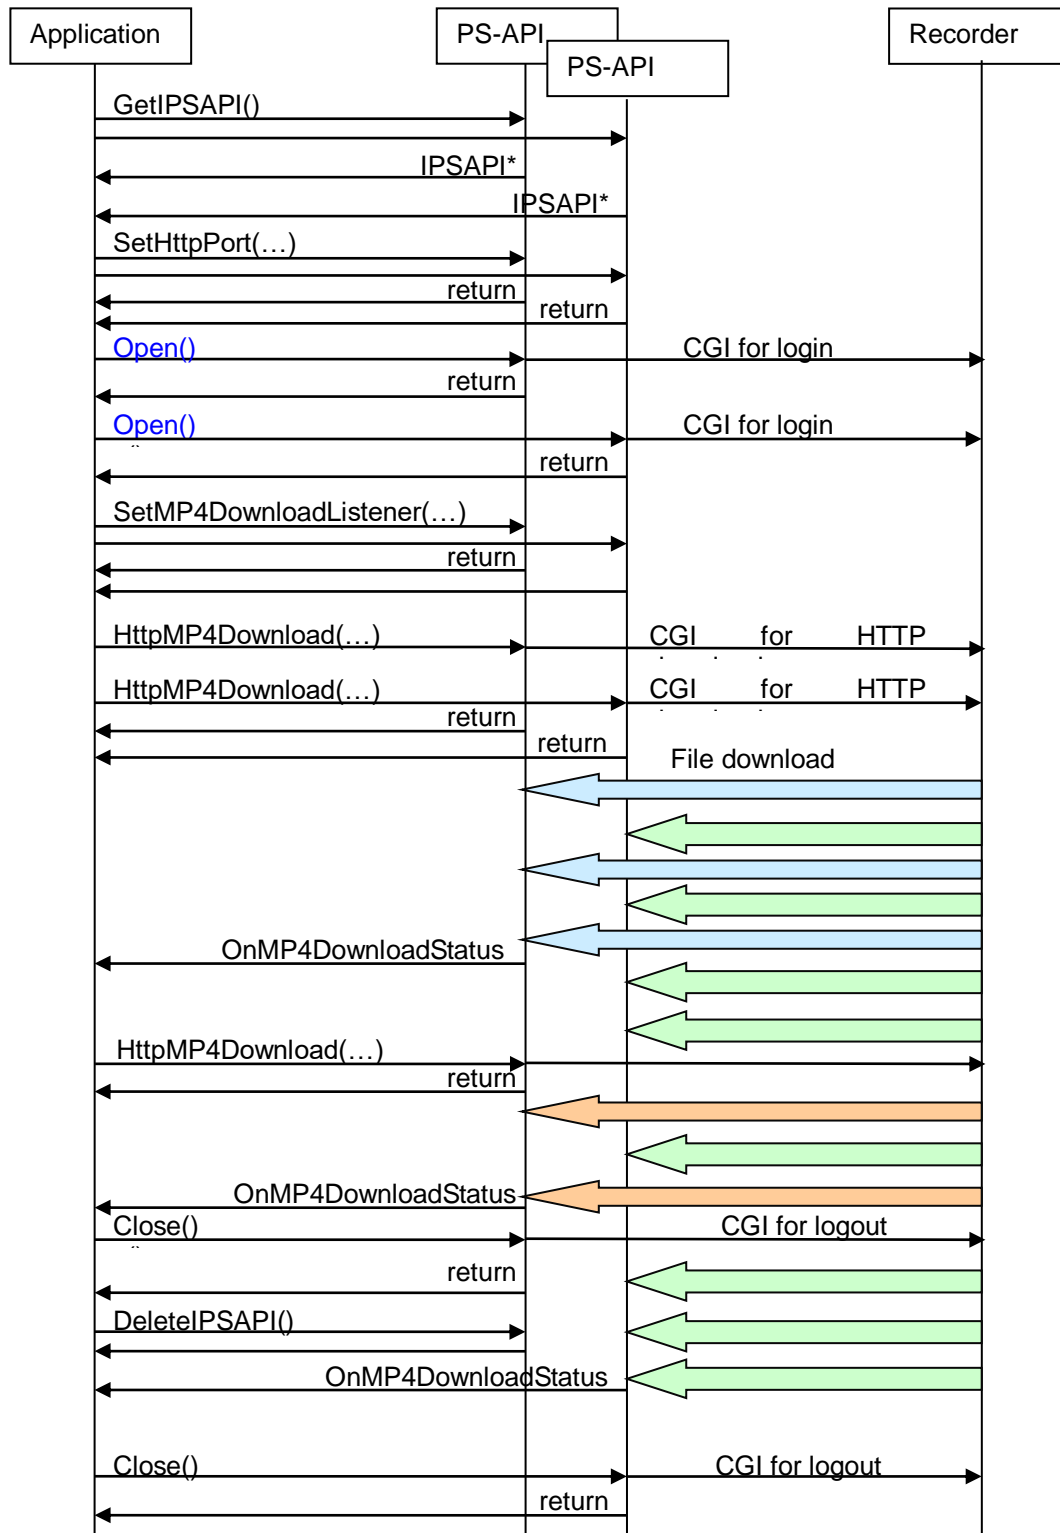 Application
PS-API
Recorder
PS-API
GetIPSAPI()
IPSAPI*
IPSAPI*
SetHttpPort(…)
return
return
Open()
CGI for login
return
Open()
CGI for login
return
SetMP4DownloadListener(…)
return
HttpMP4Download(…)
CGI for HTTP
HttpMP4Download(…)
CGI for HTTP
return
return
File download
OnMP4DownloadStatus
HttpMP4Download(…)
return
OnMP4DownloadStatus
Close()
CGI for logout
return
DeleteIPSAPI()
OnMP4DownloadStatus
Close()
CGI for logout
return